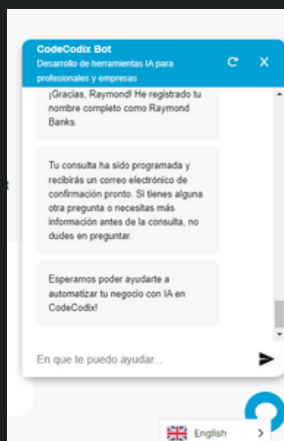 CodeCodix Bot
Desarrollo de herramientas IA para
profesionales y empresas
¡Gracias, Raymond! He registrado tu
nombre completo como Raymond
Banks.
Tu consulta ha sido programada y
recibirás un correo electrónico de
confirmación pronto. Si tienes alguna
otra pregunta o necesitas más
información antes de la consulta, no
dudes en preguntar.
Esperamos poder ayudarte a
automatizar tu negocio con IA en
CodeCodix!
En que te puedo ayudar...
English